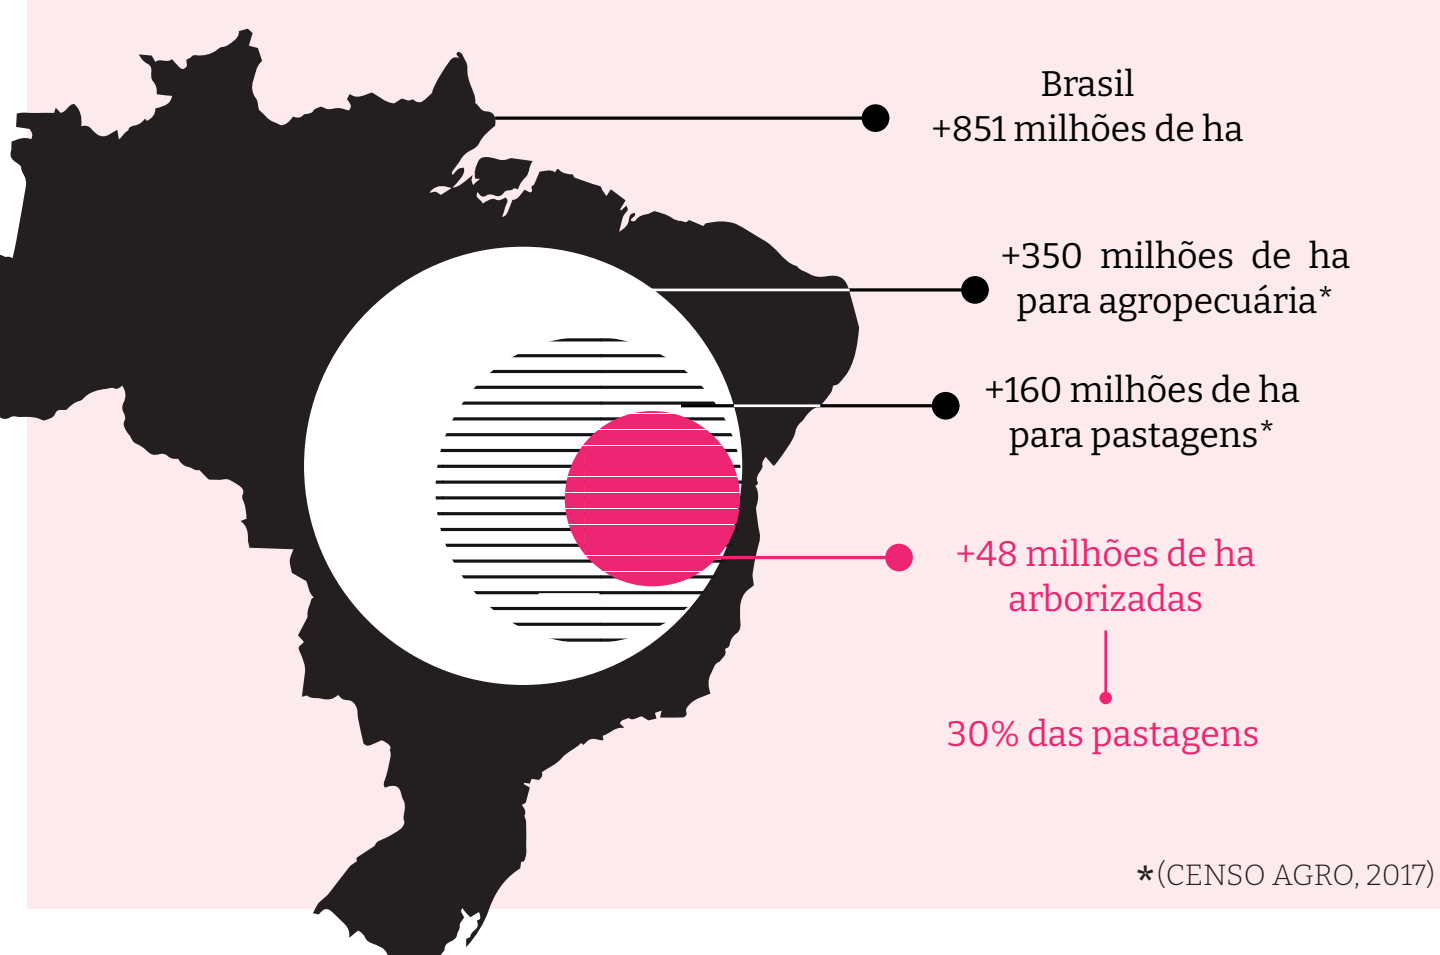 Brasil
+851 milhões de ha
+350 milhões de ha
para agropecuária*
+160 milhões de ha
para pastagens*
+48 milhões de ha
arborizadas
30% das pastagens
*(CENSO AGRO, 2017)